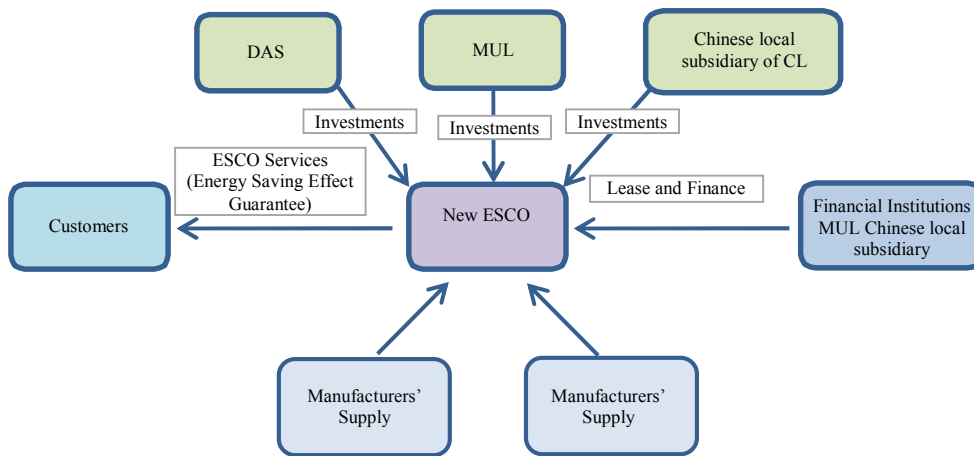 DAS
MUL
Chinese local
subsidiary of CL
Investments
Investments
Investments
ESCO Services
(Energy Saving Effect
Guarantee)
Lease and Finance
Customers
New ESCO
Financial Institutions
MUL Chinese local
subsidiary
Manufacturers’
Supply
Manufacturers’
Supply